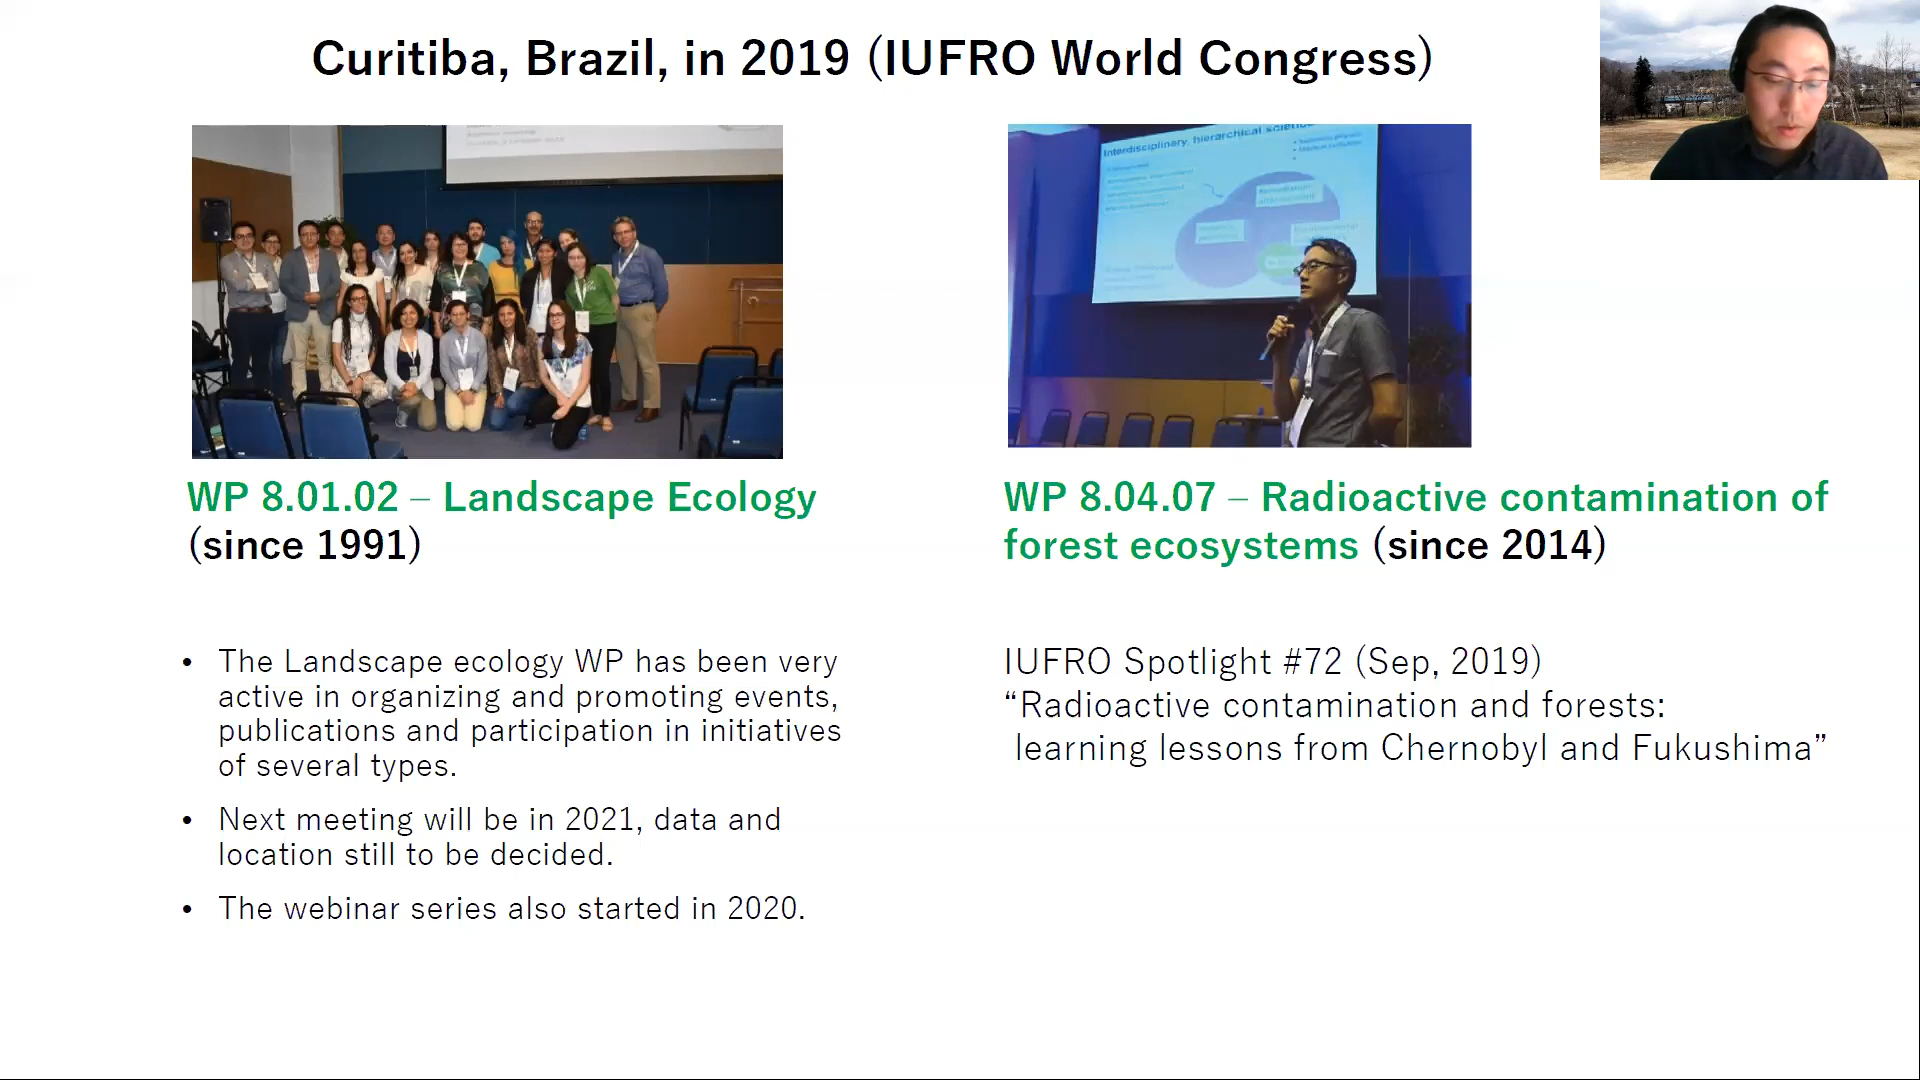 Curitiba, Brazil, in 2019 (IUFRO World Congress)
Interdisciplinary, hierarchical science
WP 8.01.02 – Landscape Ecology
(since 1991)
• The Landscape ecology WP has been very
active in organizing and promoting events,
publications and participation in initiatives
of several types.
• Next meeting will be in 2021, data and
location still to be decided.
• The webinar series also started in 2020.
WP 8.04.07 – Radioactive contamination of
forest ecosystems (since 2014)
IUFRO Spotlight #72 (Sep, 2019)
“Radioactive contamination and forests:
learning lessons from Chernobyl and Fukushima”